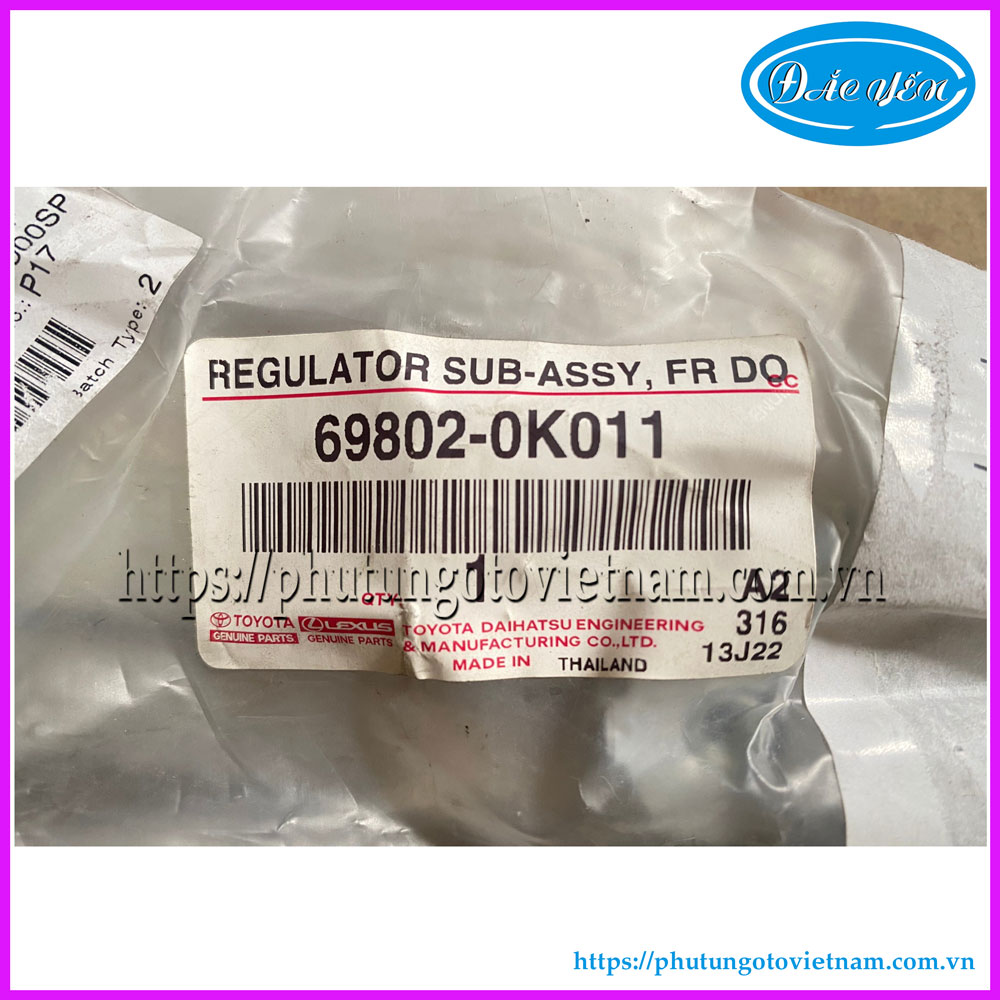 ĐẮC YẾN
000SP
P17
Batch Type: 2
REGULATOR SUB-ASSY, FR DO
69802-0K011
https://phutungotovietnam.com.vn
QTY 1 A2
TOYOTA LEXUS TOYOTA DAIHATSU ENGINEERING 316
GENUINE PARTS GENUINE PARTS & MANUFACTURING CO.,LTD. 13J22
MADE IN THAILAND
https://phutungotovietnam.com.vn